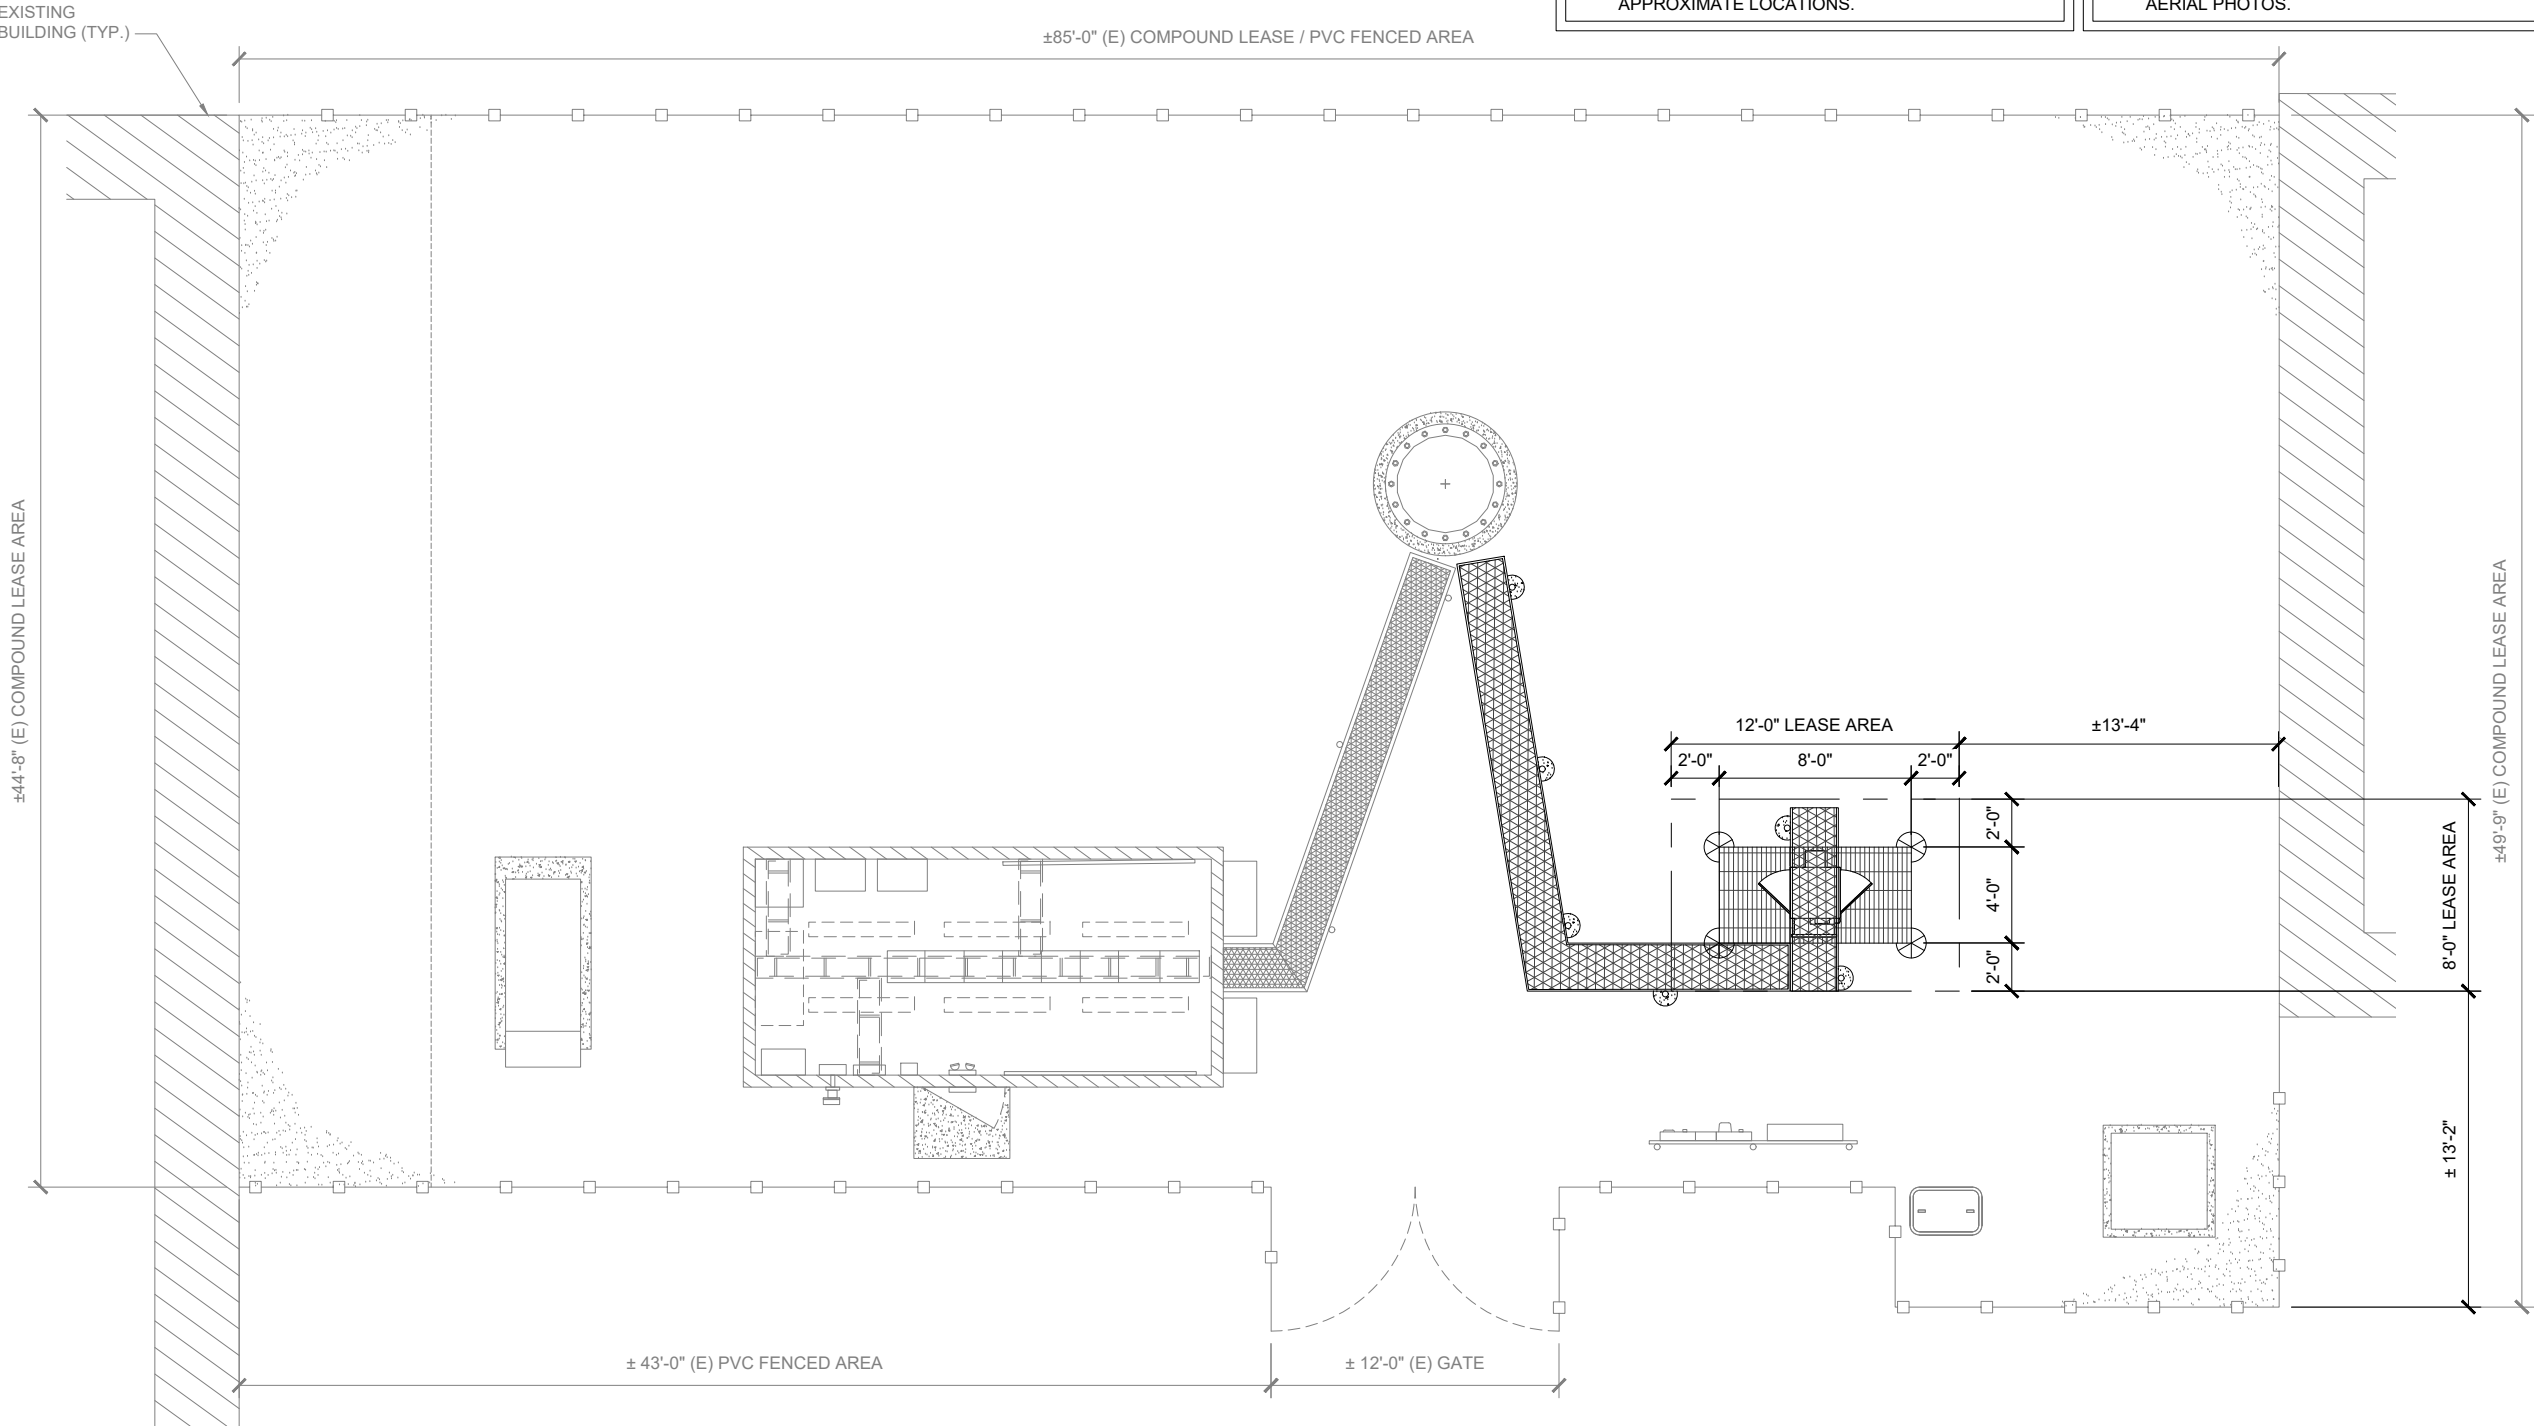 EXISTING
BUILDING (TYP.)
APPROXIMATE LOCATIONS.
AERIAL PHOTOS.
±85'-0" (E) COMPOUND LEASE / PVC FENCED AREA
±44'-8" (E) COMPOUND LEASE AREA
±49'-9" (E) COMPOUND LEASE AREA
12'-0" LEASE AREA
±13'-4"
2'-0"
8'-0"
2'-0"
2'-0"
4'-0"
2'-0"
8'-0" LEASE AREA
± 13'-2"
± 43'-0" (E) PVC FENCED AREA
± 12'-0" (E) GATE